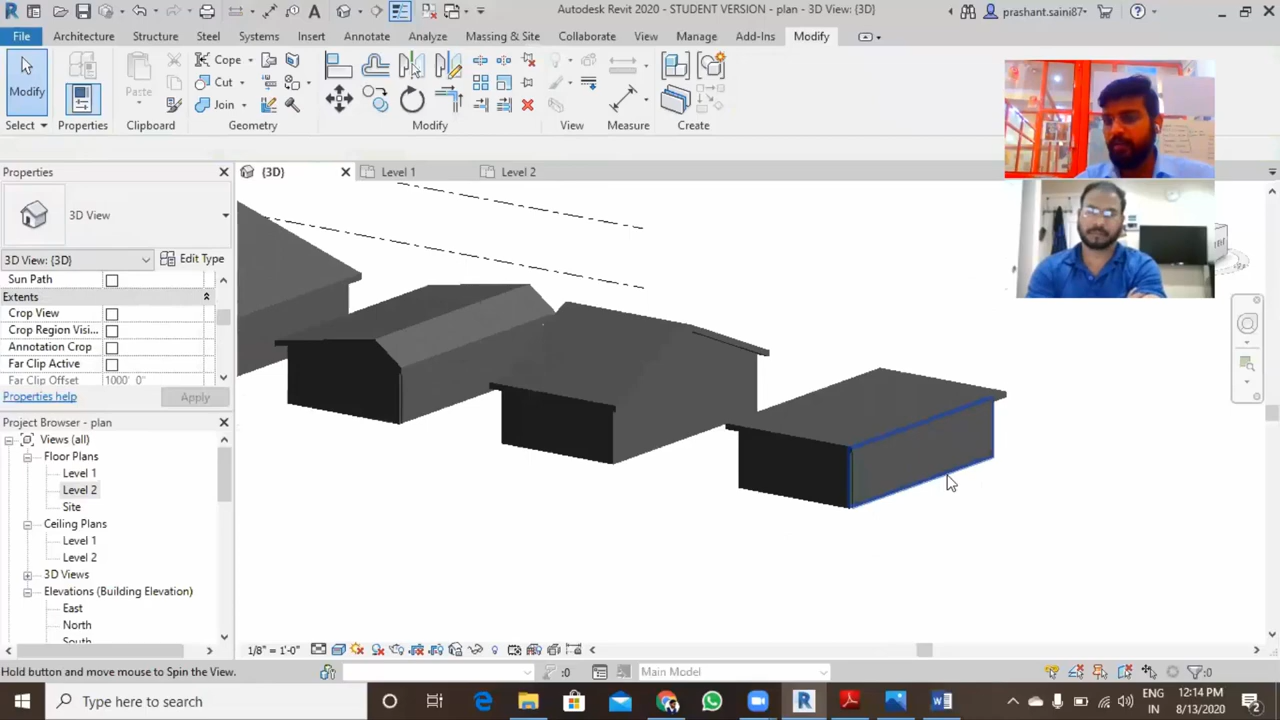 Autodesk Revit 2020 - STUDENT VERSION - plan - 3D View: {3D}
prashant.saini87
File
Architecture
Structure
Steel
Systems
Insert
Annotate
Analyze
Massing & Site
Collaborate
View
Manage
Add-Ins
Modify
Modify
Paste
Cope
Cut
Join
Select
Properties
Clipboard
Geometry
Modify
View
Measure
Create
Properties
{3D}
Level 1
Level 2
3D View
3D View: {3D}
Edit Type
Sun Path
Extents
Crop View
Crop Region Visi...
Annotation Crop
Far Clip Active
Far Clip Offset
1000' 0"
Properties help
Apply
Project Browser - plan
Views (all)
Floor Plans
Level 1
Level 2
Site
Ceiling Plans
Level 1
Level 2
3D Views
Elevations (Building Elevation)
East
North
South
1/8" = 1'-0"
Hold button and move mouse to Spin the View.
:0
Main Model
:0
Type here to search
ENG
IN
12:14 PM
8/13/2020
2